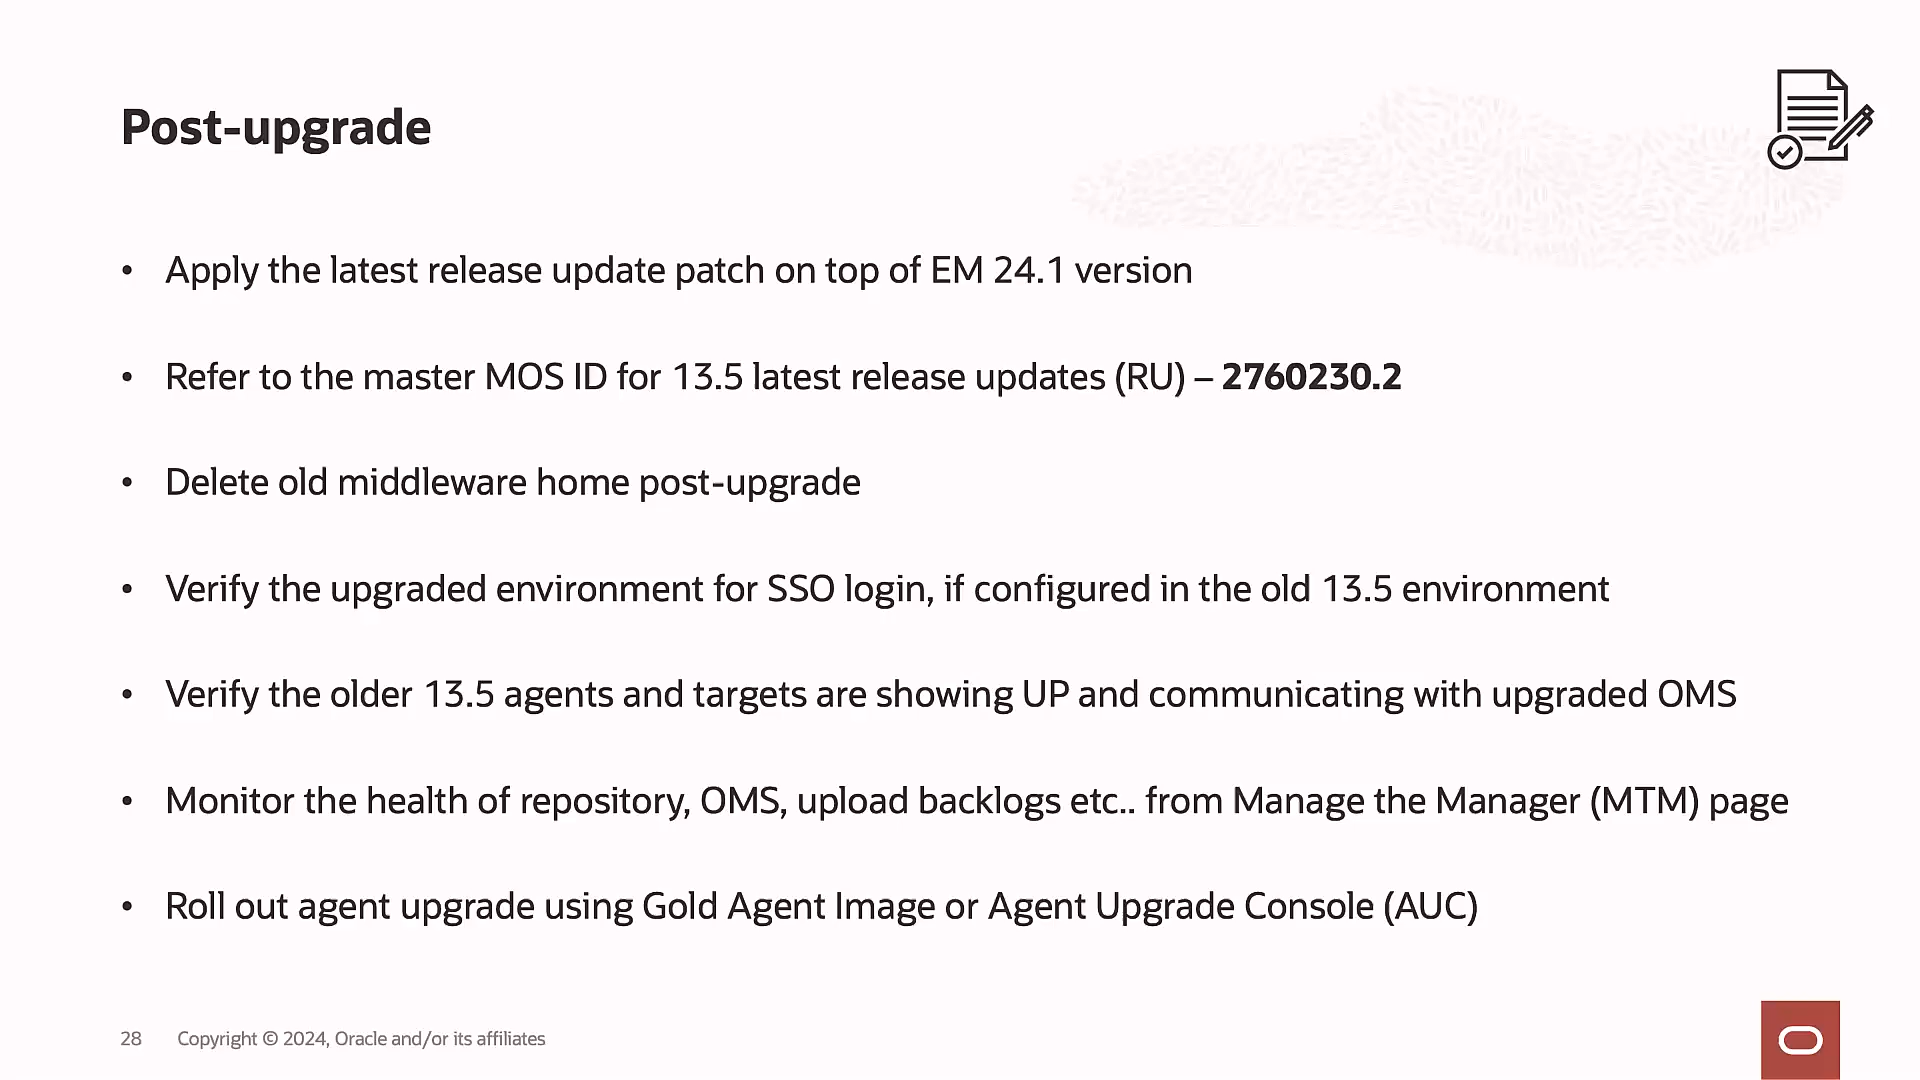 Post-upgrade
• Apply the latest release update patch on top of EM 24.1 version
• Refer to the master MOS ID for 13.5 latest release updates (RU) – 2760230.2
• Delete old middleware home post-upgrade
• Verify the upgraded environment for SSO login, if configured in the old 13.5 environment
• Verify the older 13.5 agents and targets are showing UP and communicating with upgraded OMS
• Monitor the health of repository, OMS, upload backlogs etc.. from Manage the Manager (MTM) page
• Roll out agent upgrade using Gold Agent Image or Agent Upgrade Console (AUC)
28 Copyright © 2024, Oracle and/or its affiliates